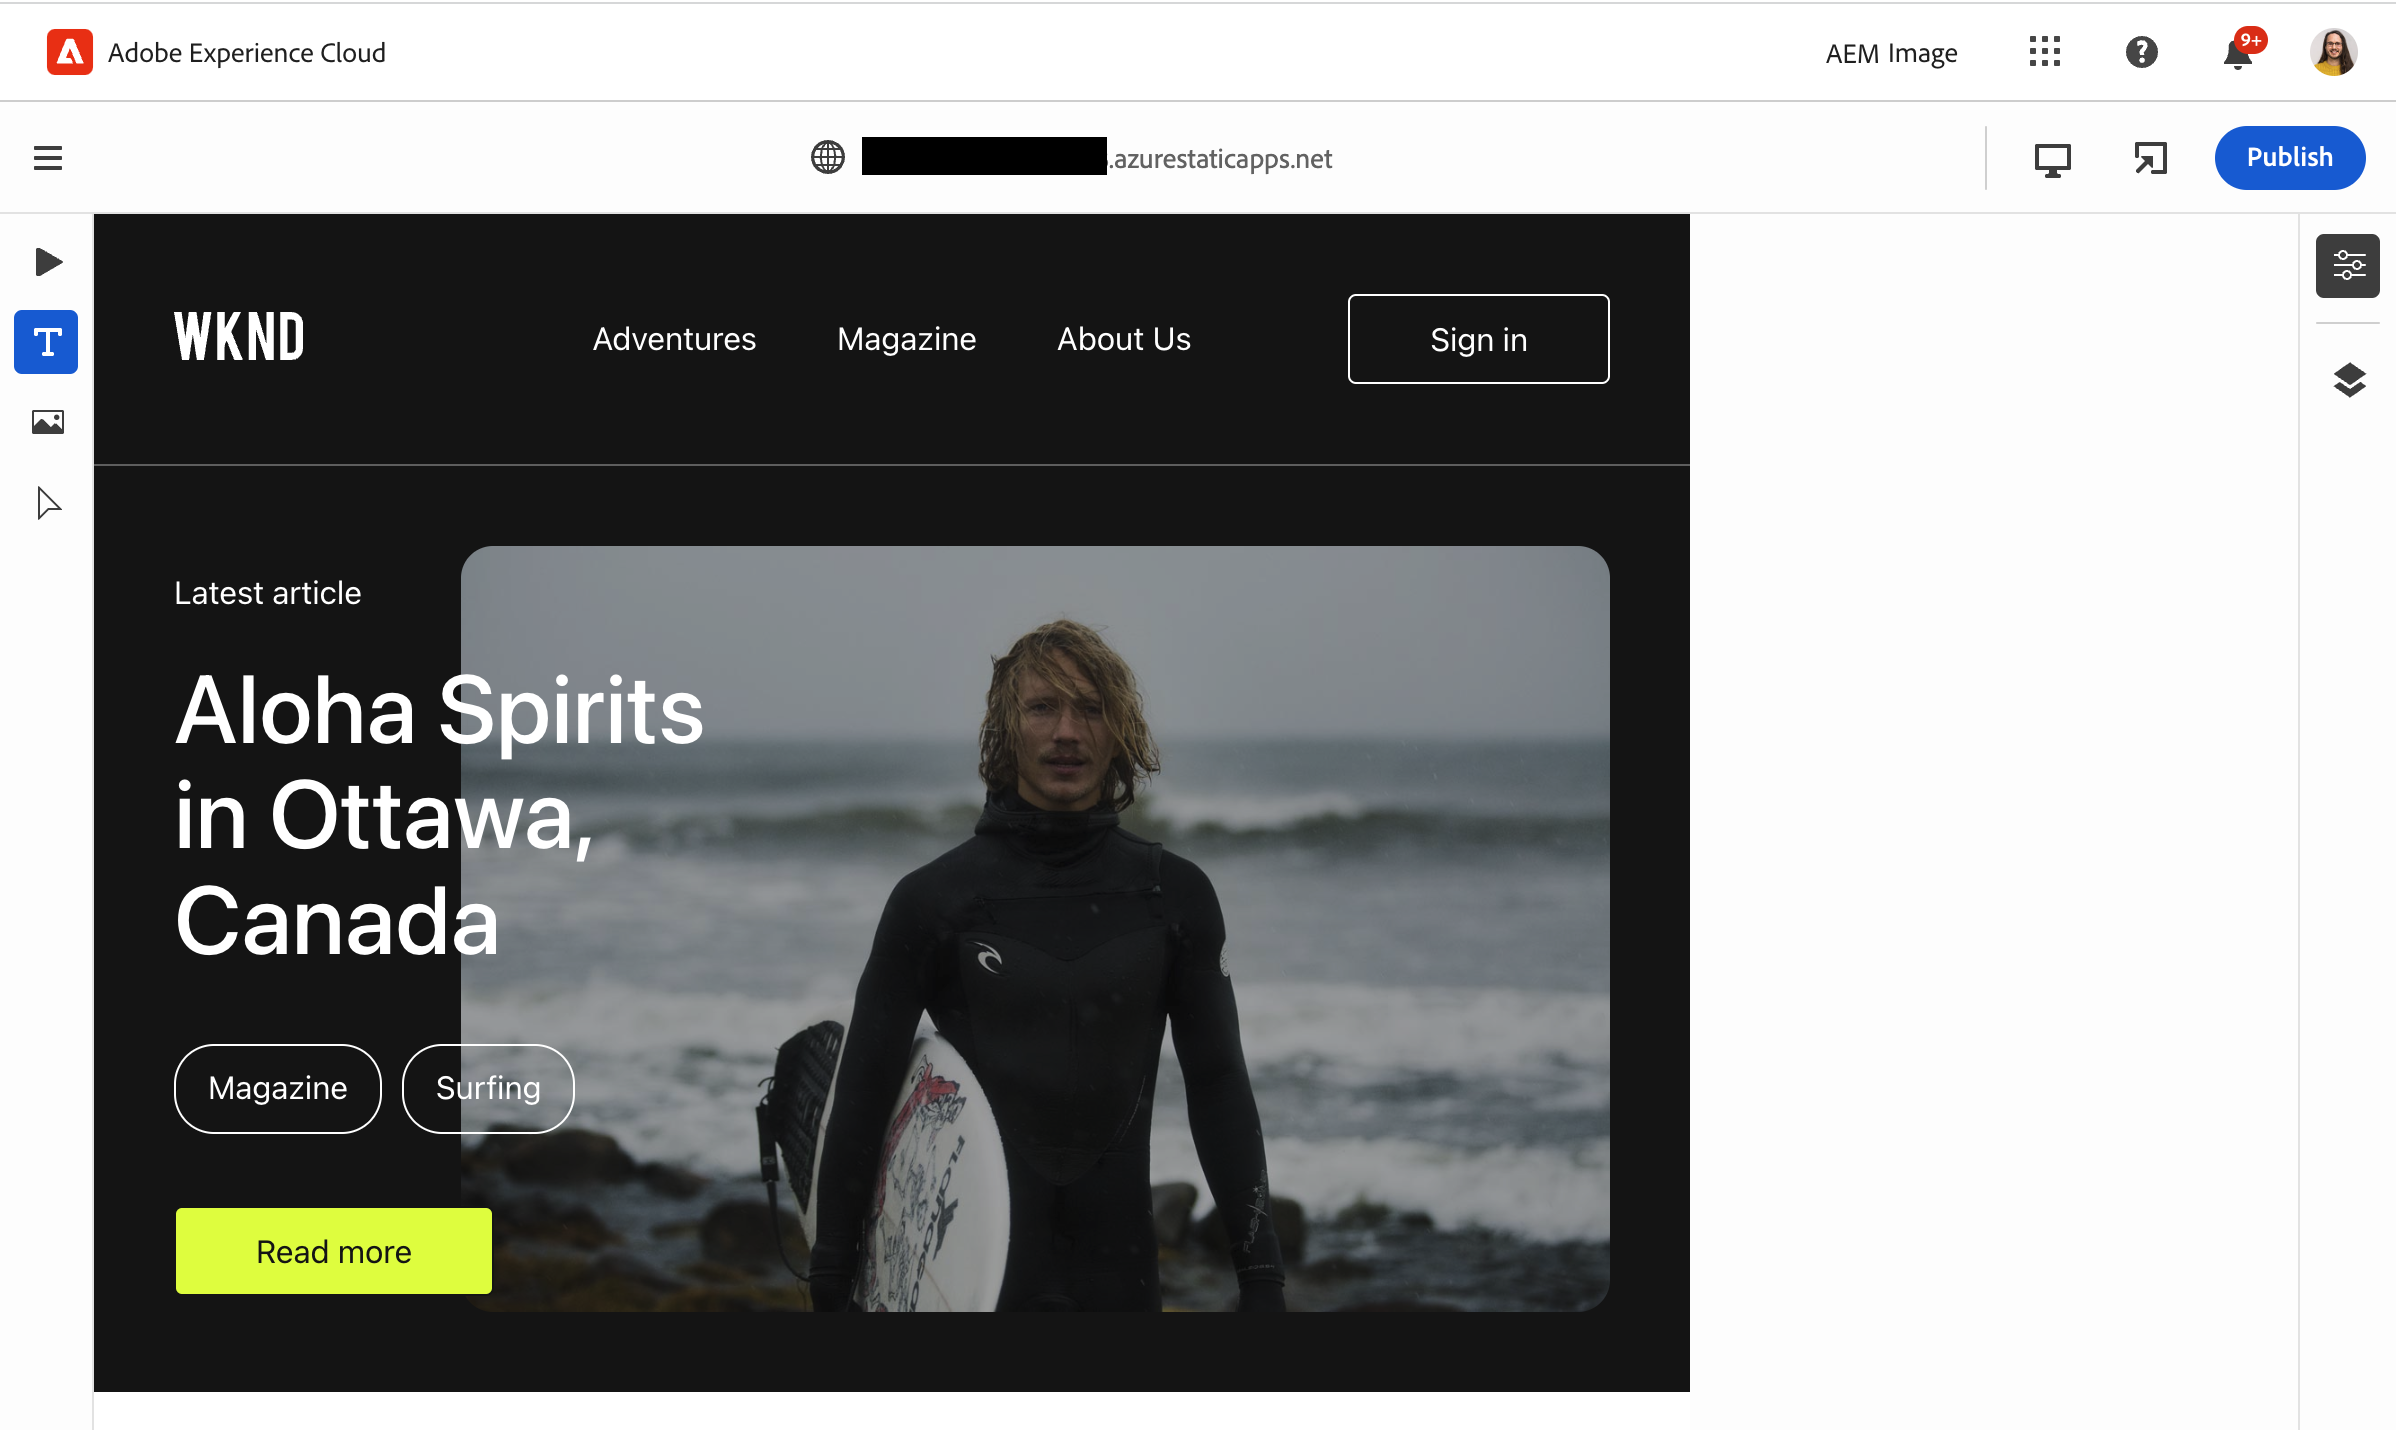 Adobe Experience Cloud
AEM Image
9+
.azurestaticapps.net
Publish
WKND
Adventures
Magazine
About Us
Sign in
Latest article
Aloha Spirits
in Ottawa,
Canada
Magazine
Surfing
Read more